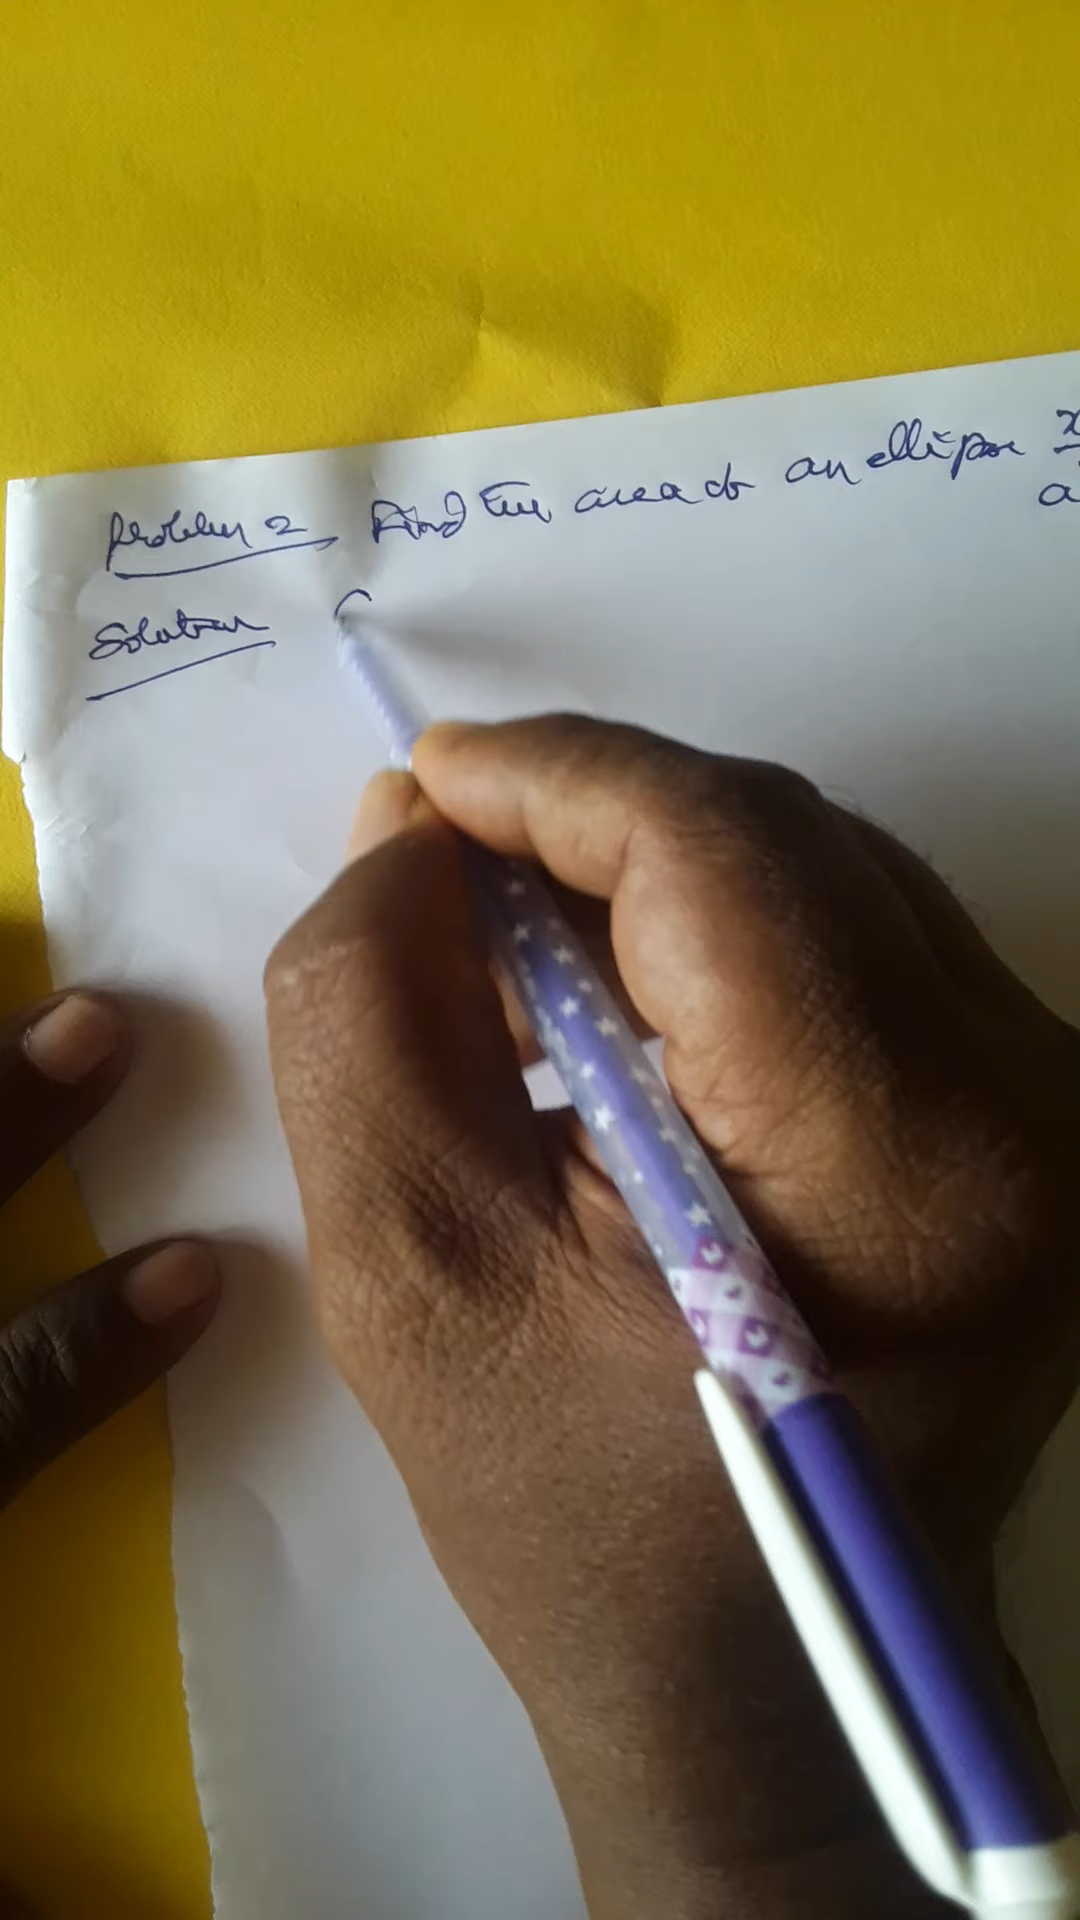 Problem 2 Find the area of an ellipse x
a
Solution